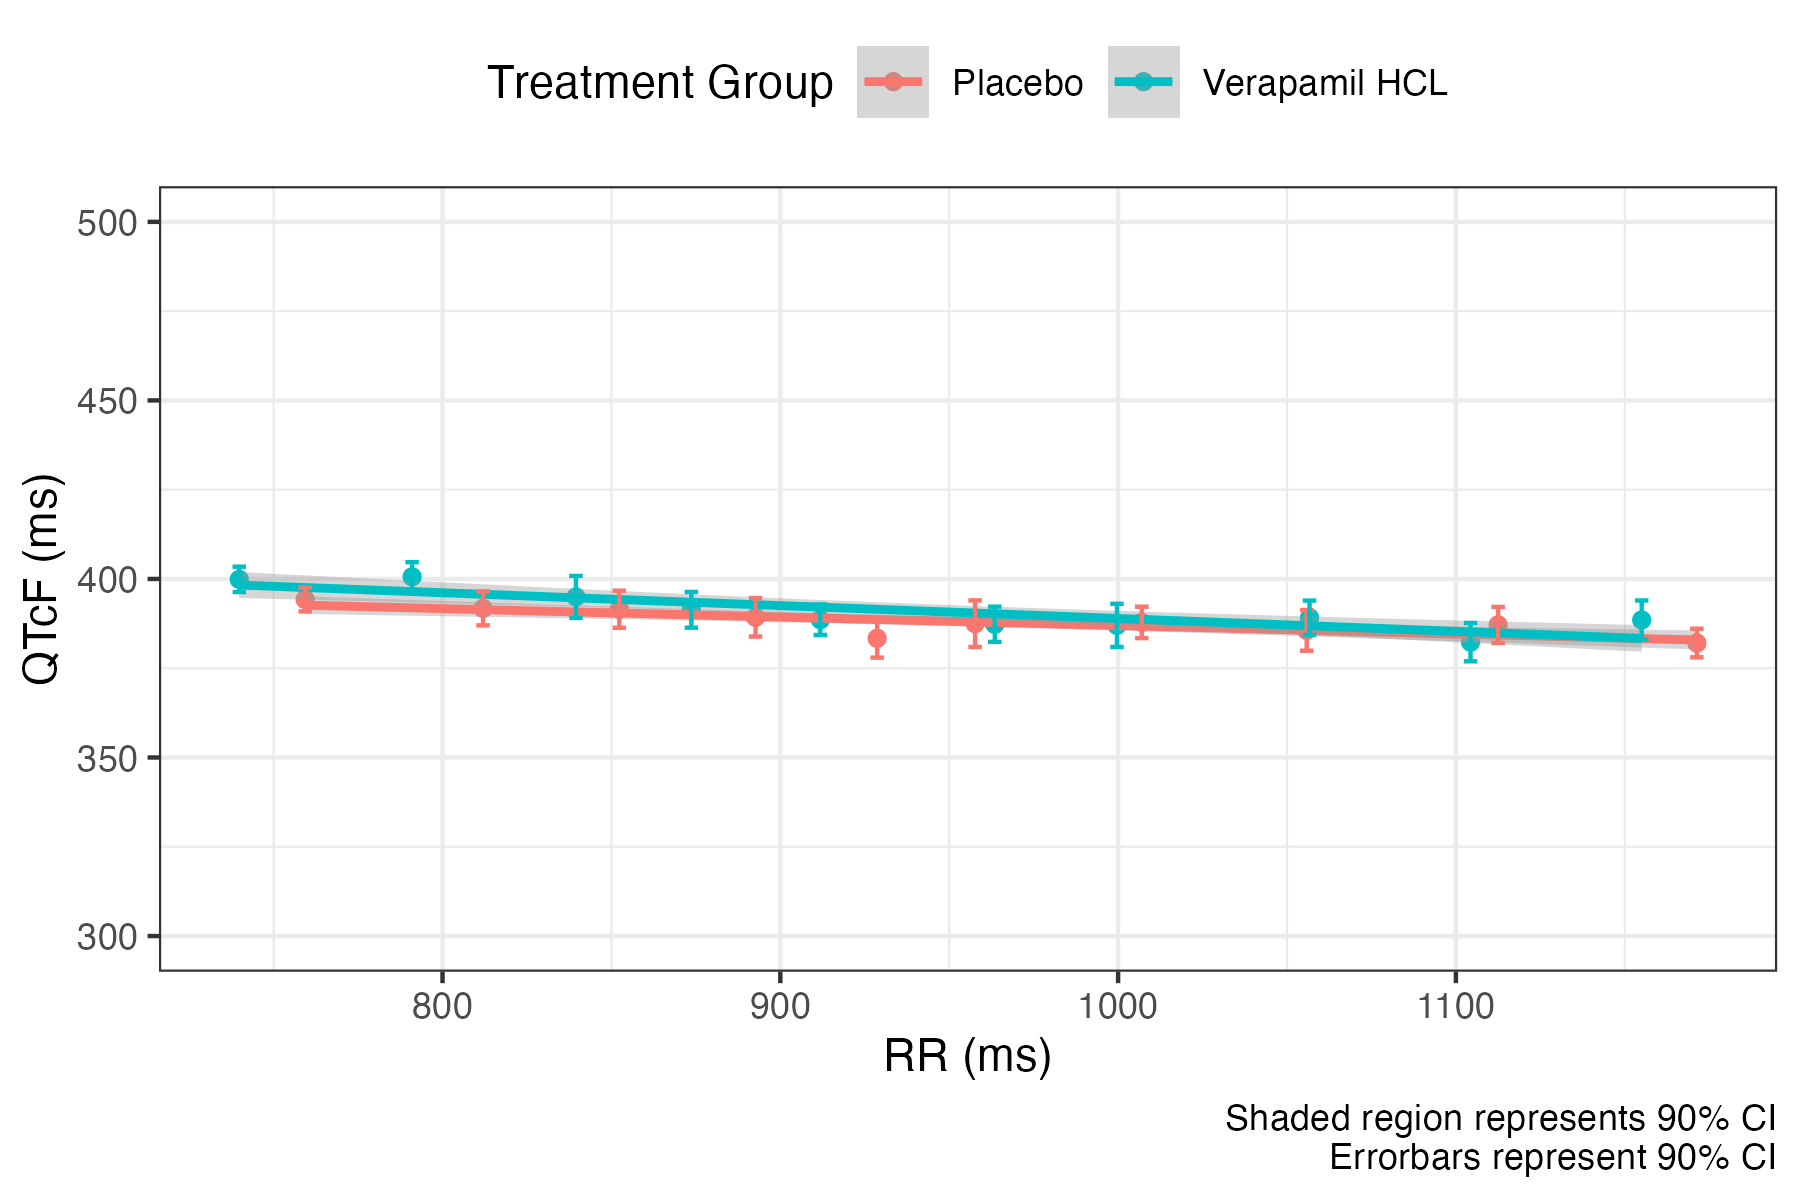 Treatment Group Placebo Verapamil HCL
500
450
400
350
300
QTcF (ms)
800 900 1000 1100
RR (ms)
Shaded region represents 90% CI
Errorbars represent 90% CI